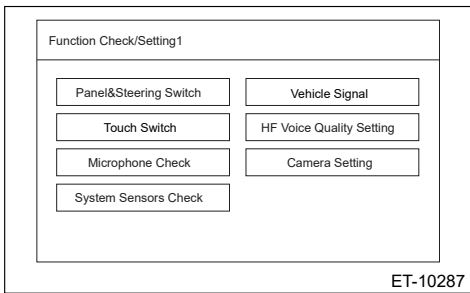 Function Check/Setting1
Panel&Steering Switch
Vehicle Signal
Touch Switch
HF Voice Quality Setting
Microphone Check
Camera Setting
System Sensors Check
ET-10287